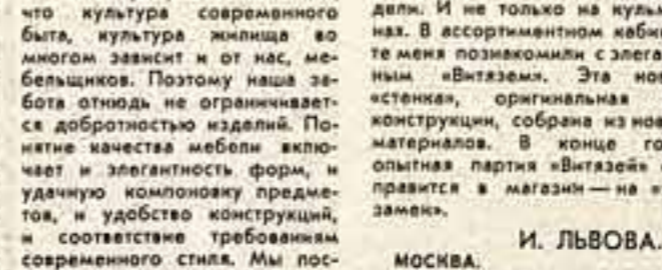 что культура современного
быта, культура жилища во
многом зависит и от нас, ме-
бельщиков. Поэтому наша за-
бота отнюдь не ограничивает-
ся добротностью изделий. По-
нятие качества мебели вклю-
чает и элегантность форм, и
удачную компоновку предме-
тов, и удобство конструкций,
и соответствие требованиям
современного стиля. Мы пос-
дели. И не только на кульм
нах. В ассортиментном каби
те меня познакомили с элега
ным «Витязем». Эта нов
«стенка», оригинальная
конструкции, собрана из нов
материалов. В конце го
опытная партия «Витязей»
правится в магазин — на «
замен».
И. ЛЬВОВА.
МОСКВА.